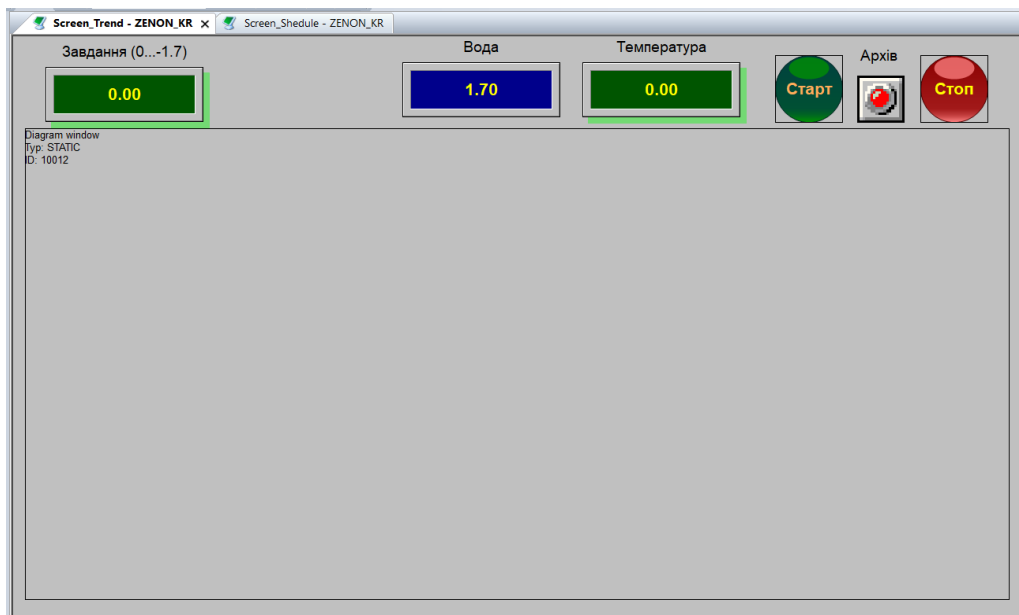 Screen_Trend - ZENON_KR x Screen_Shedule - ZENON_KR
Завдання (0...-1.7) Вода Температура Архів
0.00 1.70 0.00 Старт Стоп
Diagram window
Typ: STATIC
ID: 10012